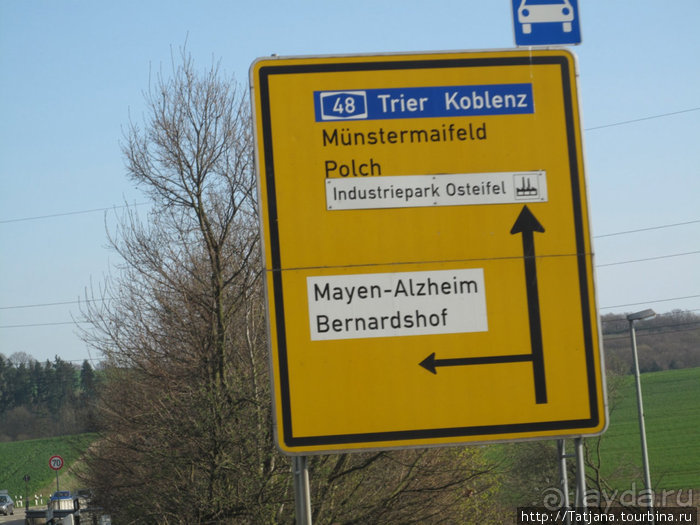 48 Trier Koblenz
Münstermaifeld
Polch
Industriepark Osteifel
Mayen-Alzheim
Bernardshof
70
©layda.ru
http://Tatjana.tourbina.ru